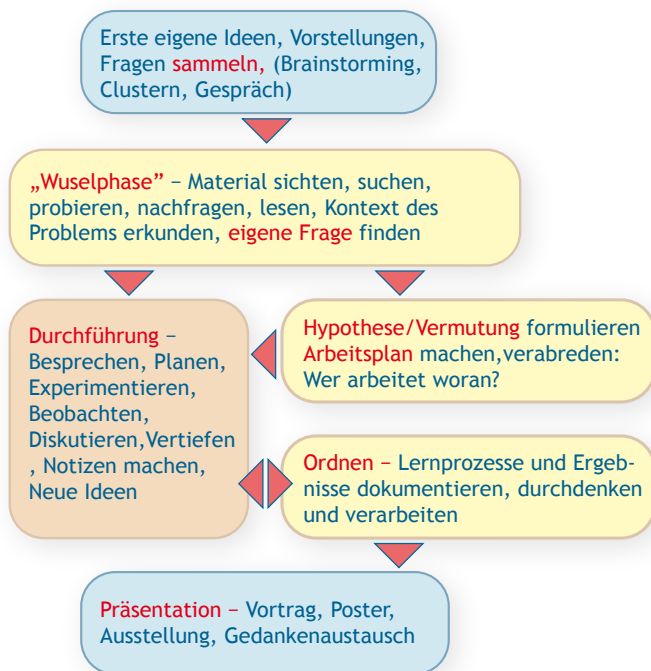 Erste eigene Ideen, Vorstellungen,
Fragen sammeln, (Brainstorming,
Clustern, Gespräch)
„Wuselphase” – Material sichten, suchen,
probieren, nachfragen, lesen, Kontext des
Problems erkunden, eigene Frage finden
Durchführung –
Besprechen, Planen,
Experimentieren,
Beobachten,
Diskutieren,Vertiefen
, Notizen machen,
Neue Ideen
Hypothese/Vermutung formulieren
Arbeitsplan machen,verabreden:
Wer arbeitet woran?
Ordnen – Lernprozesse und Ergeb-
nisse dokumentieren, durchdenken
und verarbeiten
Präsentation – Vortrag, Poster,
Ausstellung, Gedankenaustausch